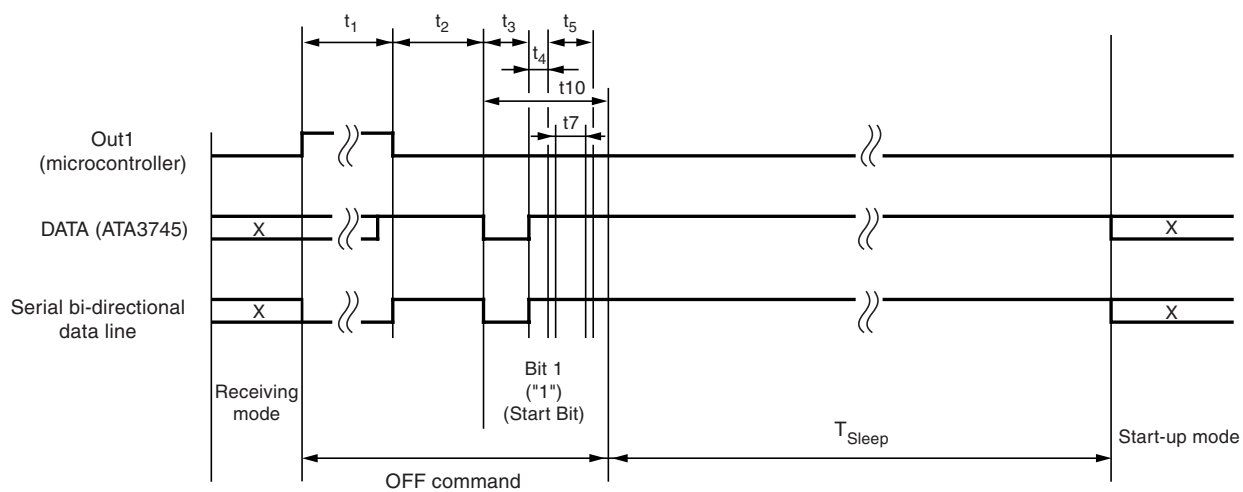 t1
t2
t3
t5
t4
t10
t7
Out1
(microcontroller)
DATA (ATA3745)
X
X
Serial bi-directional
data line
X
X
Bit 1
("1")
(Start Bit)
Receiving
mode
TSleep
Start-up mode
OFF command